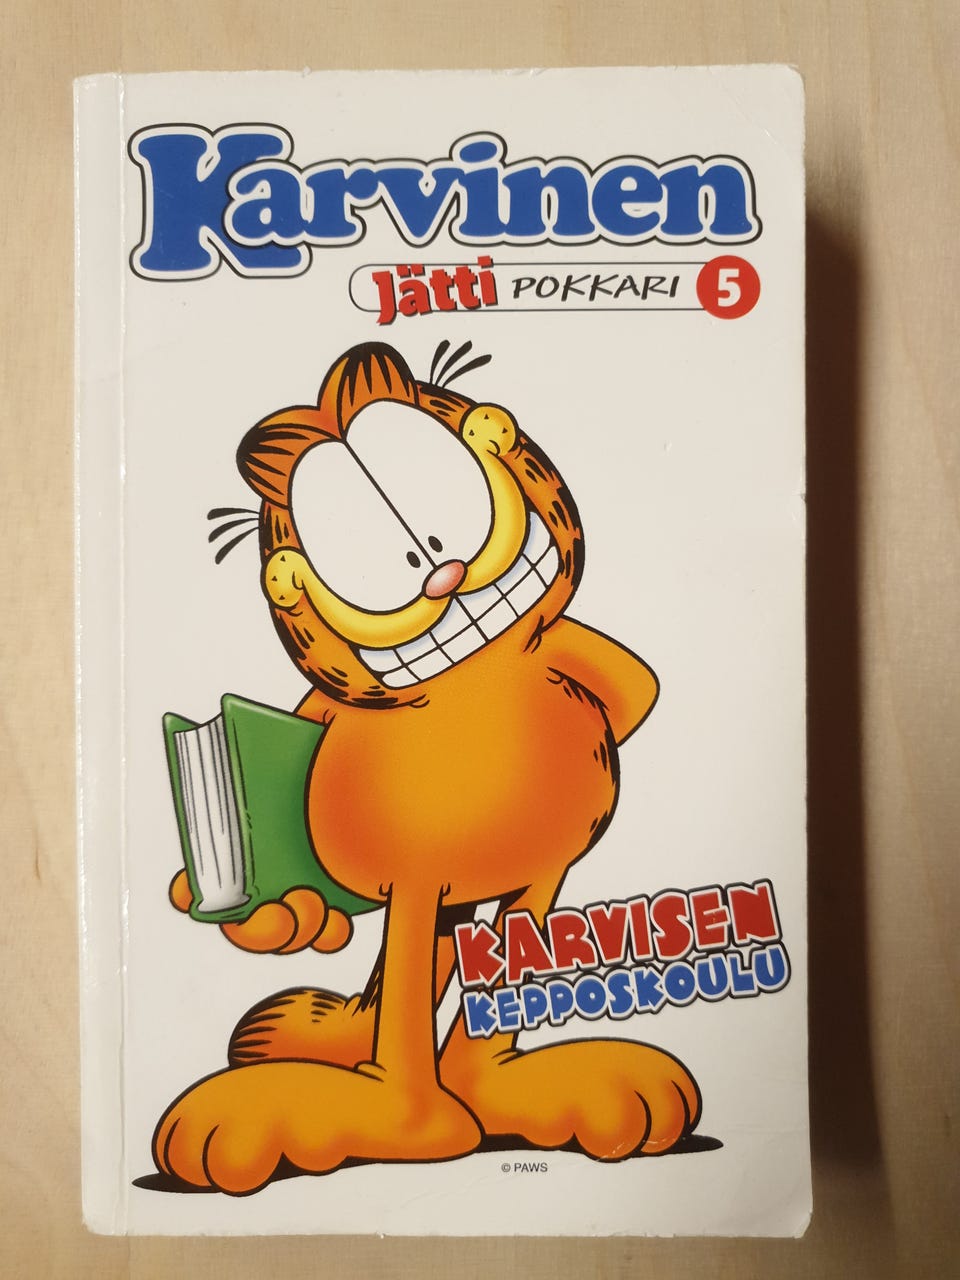 Karvinen
Jätti POKKARI 5
KARVISEN
KEPPOSKOULU
© PAWS